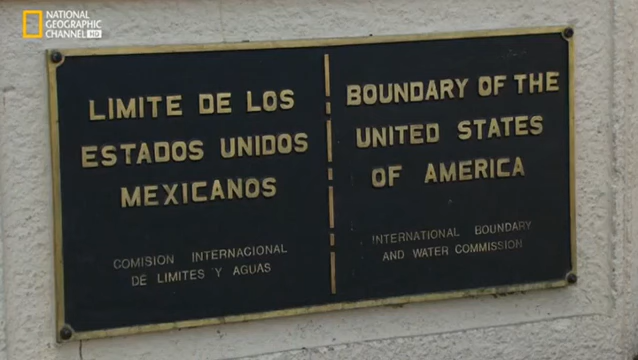 NATIONAL
GEOGRAPHIC
CHANNEL HD
LIMITE DE LOS
ESTADOS UNIDOS
MEXICANOS
COMISION INTERNACIONAL
DE LIMITES Y AGUAS
BOUNDARY OF THE
UNITED STATES
OF AMERICA
INTERNATIONAL BOUNDARY
AND WATER COMMISSION